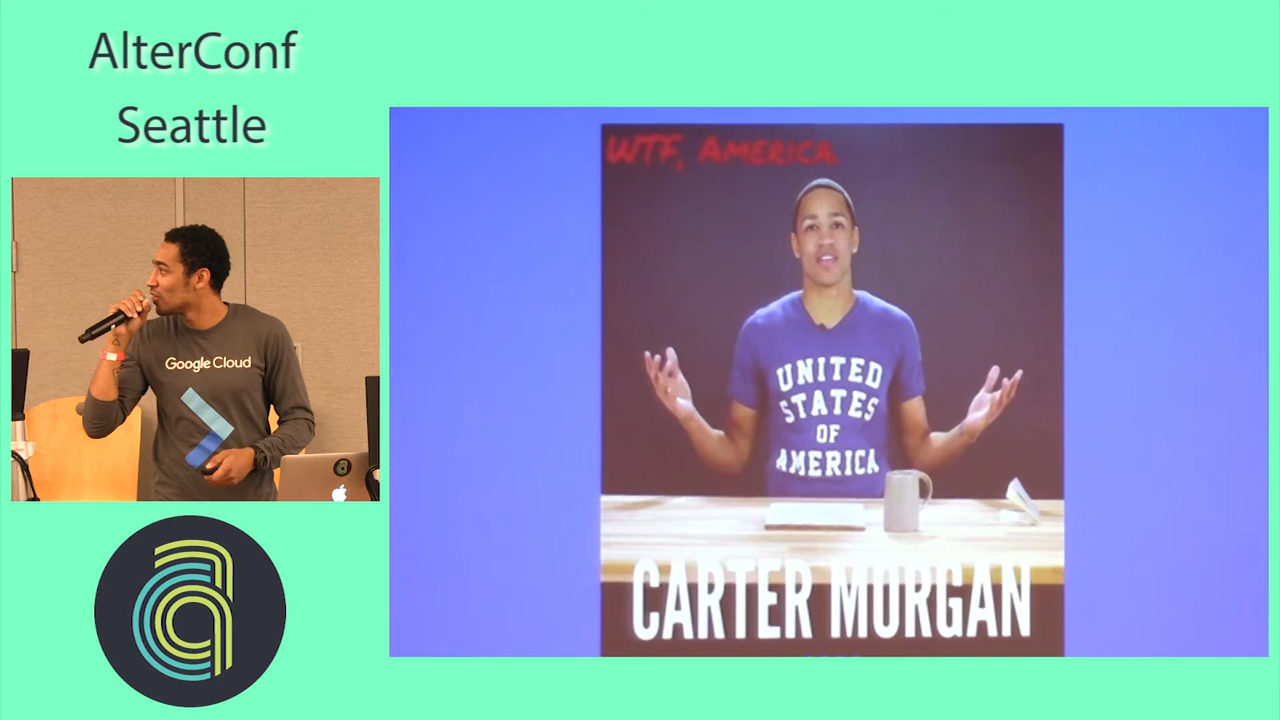 AlterConf
Seattle
Google Cloud
WTF, AMERICA.
UNITED
STATES
OF
AMERICA
CARTER MORGAN